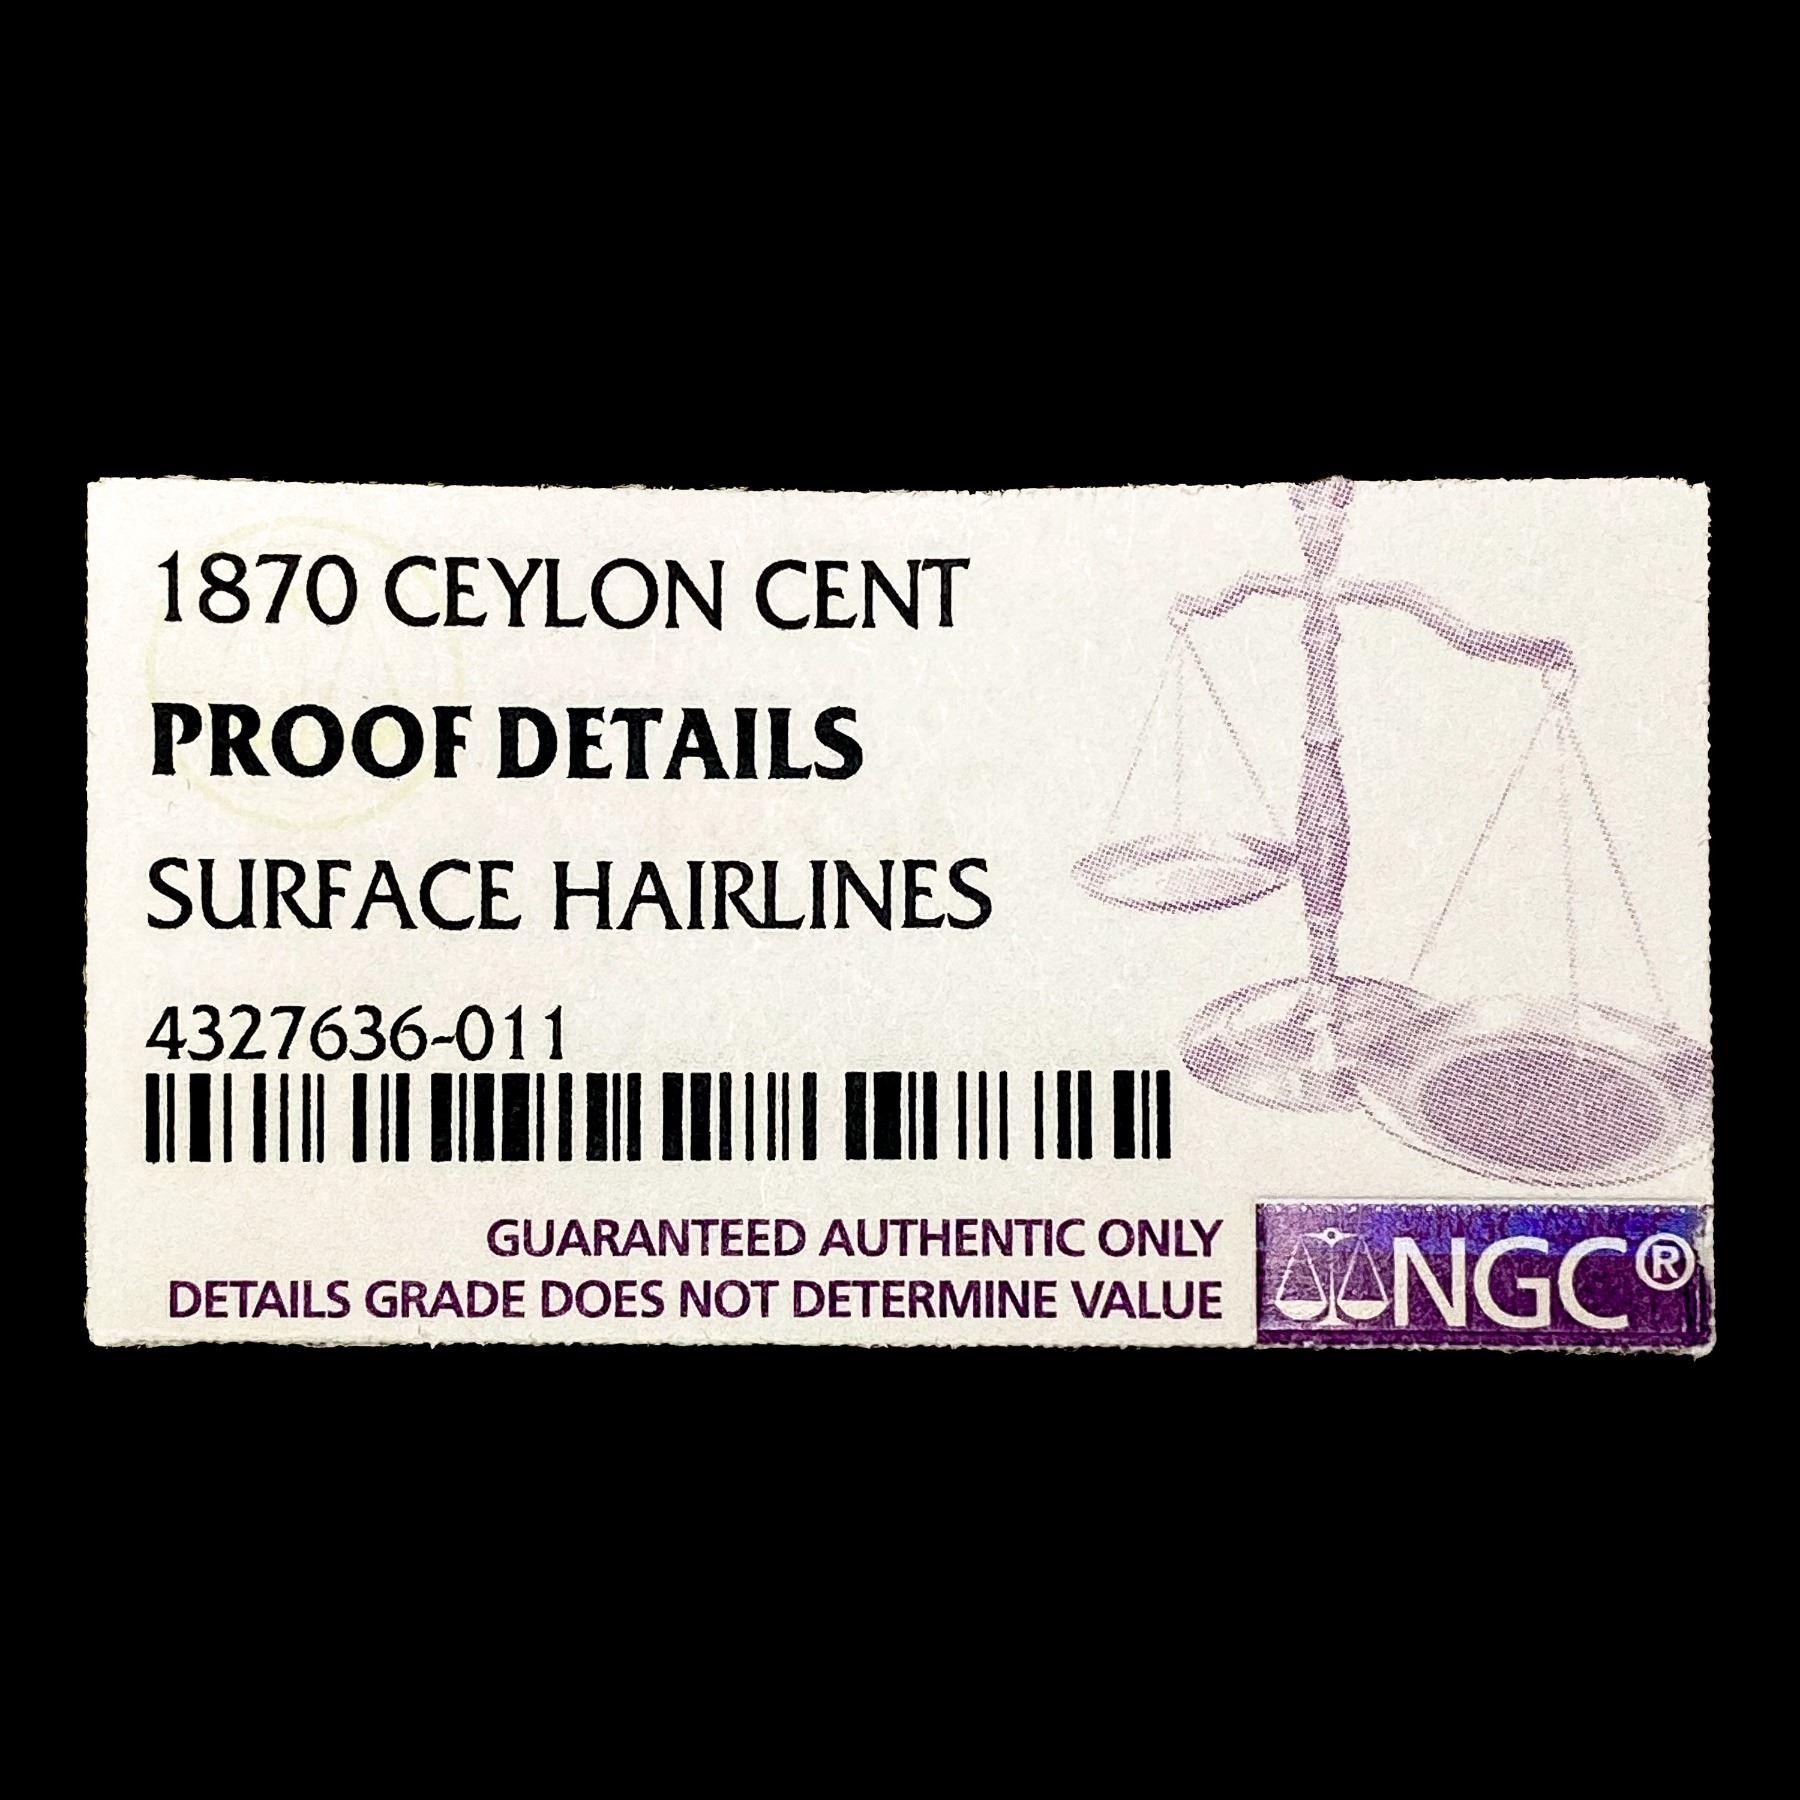 1870 CEYLON CENT
PROOF DETAILS
SURFACE HAIRLINES
4327636-011
GUARANTEED AUTHENTIC ONLY
DETAILS GRADE DOES NOT DETERMINE VALUE
NGC®